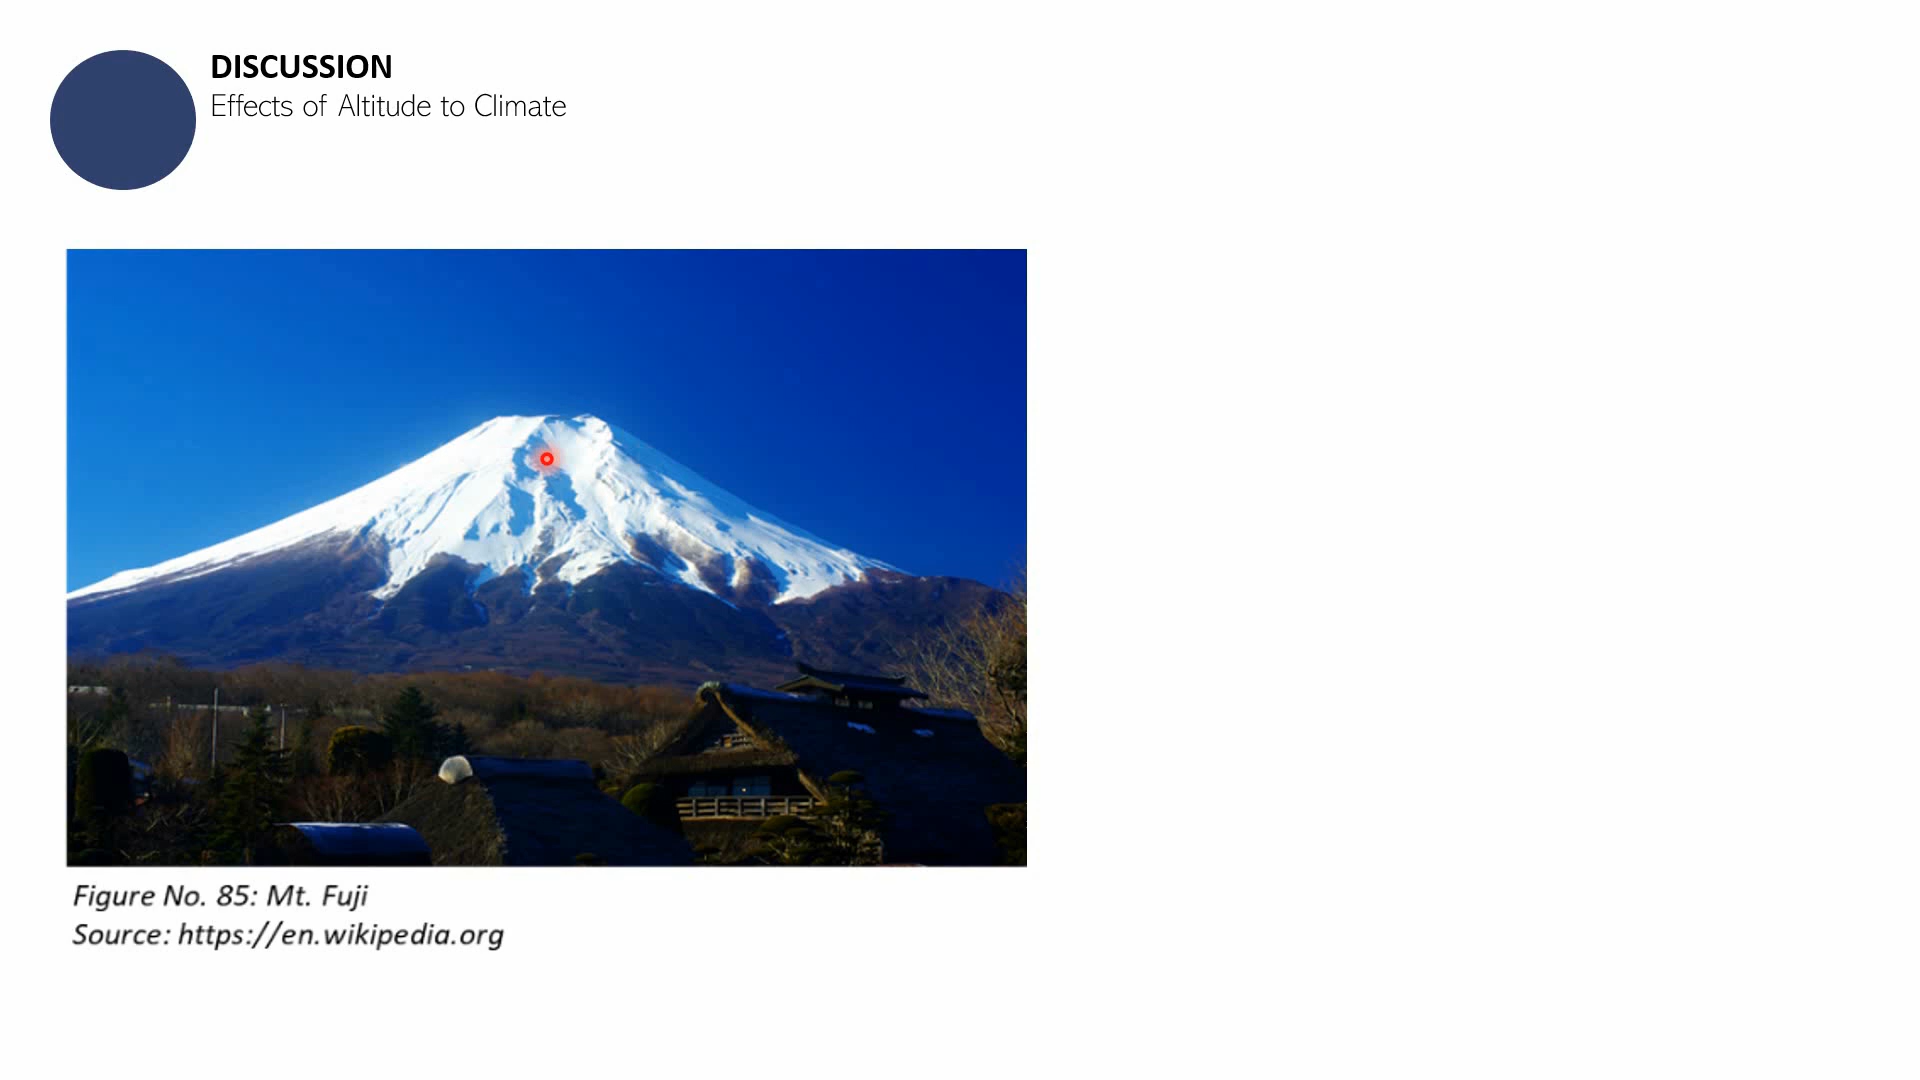 DISCUSSION
Effects of Altitude to Climate
Figure No. 85: Mt. Fuji
Source: https://en.wikipedia.org